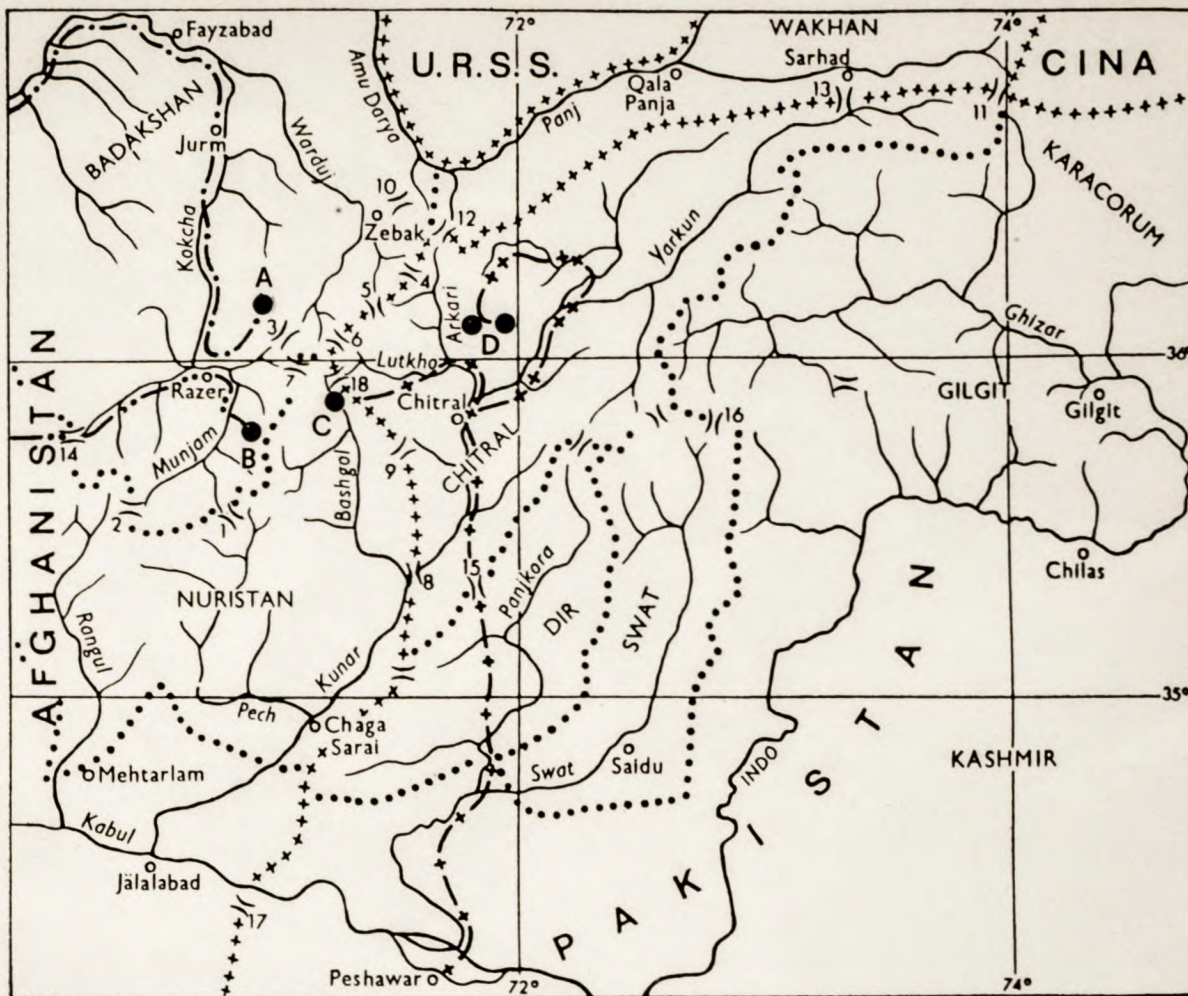 72°
74°
Fayzabad
WAKHAN
Sarhad
U.R.S.S.
CINA
Amu Darya
Qala
Panja
Panj
13
11
BADAKSHAN
Jurm
Warduj
KARACORUM
10
12
Zebak
Yarkun
Kokcha
A
4
5
3
6
Arkari
D
Ghizar
7
Lutkho
36
Razer
18
C
Chitral
GILGIT
Gilgit
14
B
Munjam
16
CHITRAL
9
Bashgol
2
1
AFGHANISTAN
8
15
Panjkora
Chilas
NURISTAN
DIR
SWAT
Rangul
Kunar
Pech
35°
Chaga
Sarai
Mehtarlam
Swat
Saidu
INDO
KASHMIR
Kabul
Jälalabad
17
PAKISTAN
Peshawar
72°
74°